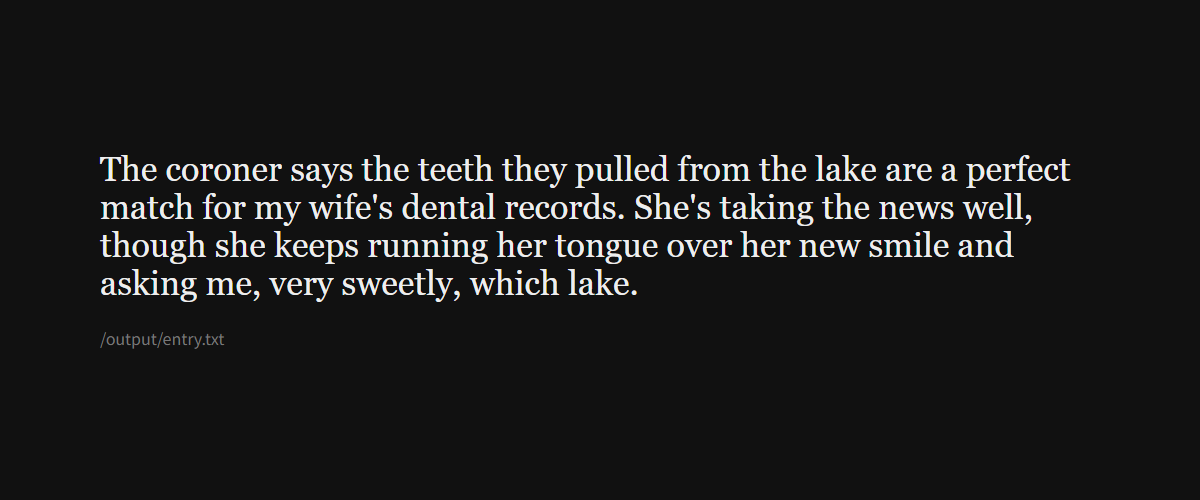 The coroner says the teeth they pulled from the lake are a perfect
match for my wife's dental records. She's taking the news well,
though she keeps running her tongue over her new smile and
asking me, very sweetly, which lake.
/output/entry.txt